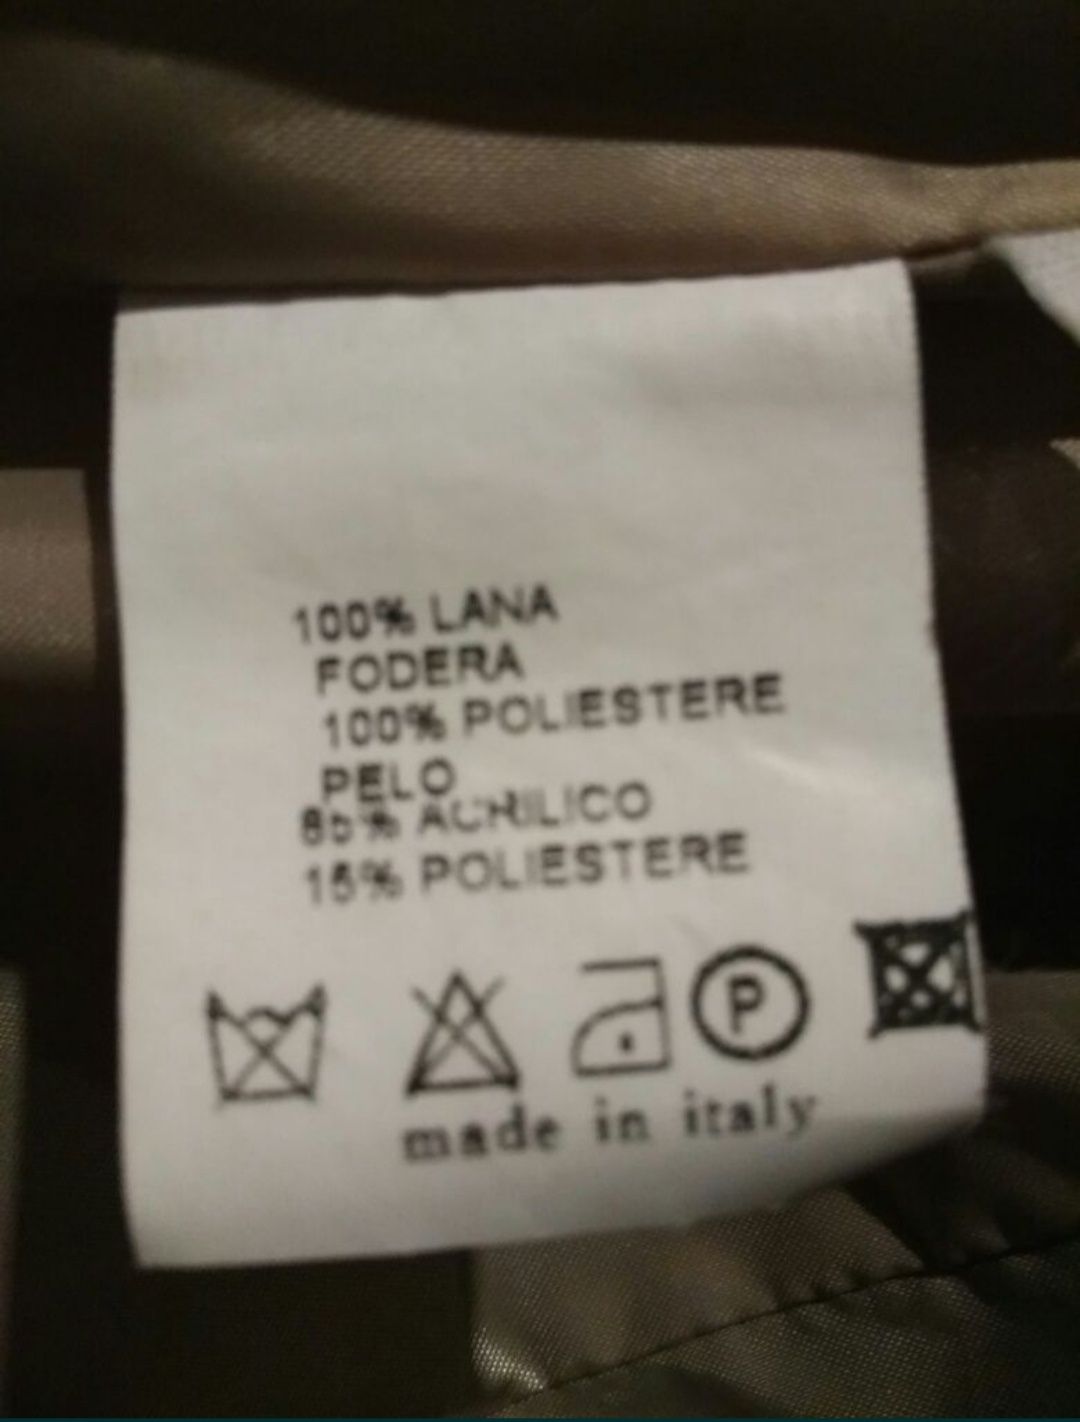 100% LANA
FODERA
100% POLIESTERE
PELO
85% ACRILICO
15% POLIESTERE
P
made in italy